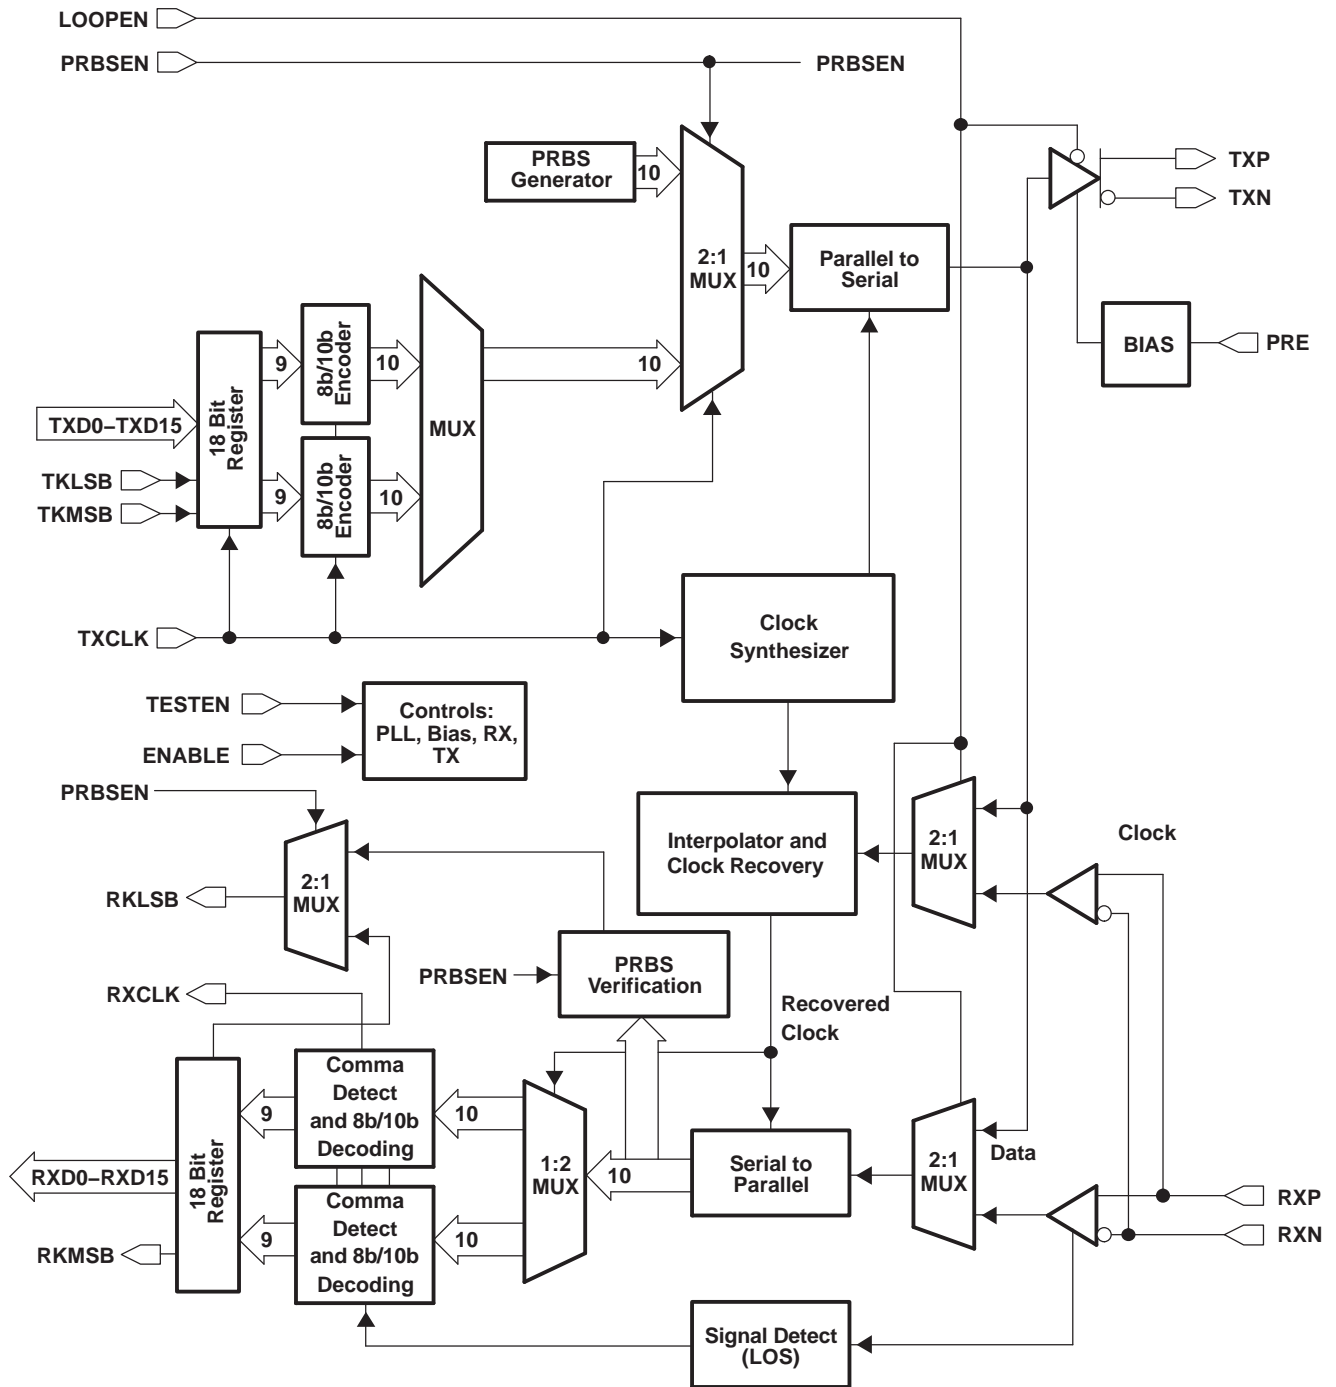 LOOPEN
PRBSEN
PRBSEN
PRBS
Generator
10
TXP
TXN
2:1
MUX
10
Parallel to
Serial
BIAS
PRE
9
8b/10b
Encoder
10
10
TXD0–TXD15
18 Bit
Register
MUX
TKLSB
TKMSB
9
8b/10b
Encoder
10
TXCLK
Clock
Synthesizer
TESTEN
ENABLE
Controls:
PLL, Bias, RX,
TX
PRBSEN
2:1
MUX
RKLSB
Interpolator and
Clock Recovery
2:1
MUX
Clock
PRBSEN
PRBS
Verification
RXCLK
Recovered
Clock
Comma
Detect
and 8b/10b
Decoding
9
10
RXD0–RXD15
18 Bit
Register
1:2
MUX
10
Serial to
Parallel
2:1
MUX
Data
RXP
RXN
Comma
Detect
and 8b/10b
Decoding
9
10
RKMSB
Signal Detect
(LOS)